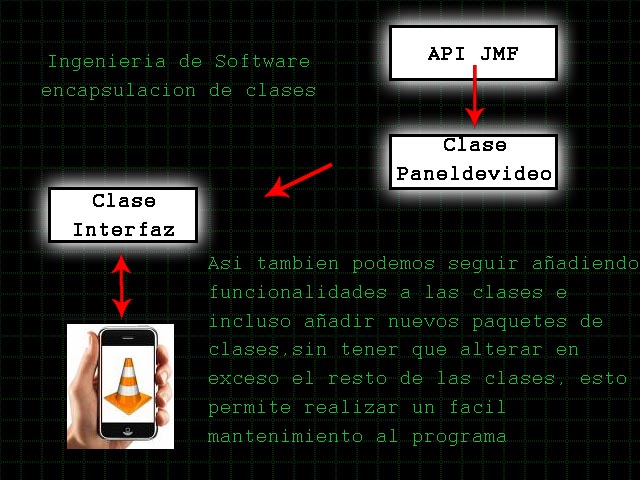 Ingenieria de Software
encapsulacion de clases
API JMF
Clase
Paneldevideo
Clase
Interfaz
Asi tambien podemos seguir añadiendo
funcionalidades a las clases e
incluso añadir nuevos paquetes de
clases,sin tener que alterar en
exceso el resto de las clases, esto
permite realizar un facil
mantenimiento al programa